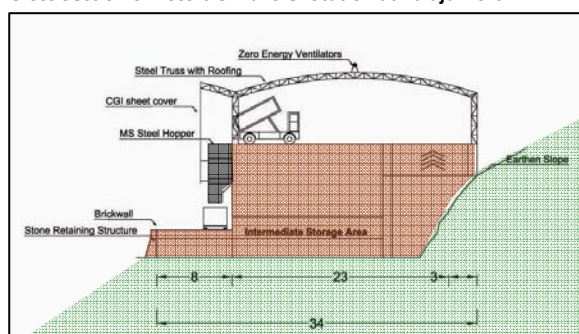 Zero Energy Ventilators
Steel Truss with Roofing
CGI sheet cover
MS Steel Hopper
Earthen Slope
Brickwall
Stone Retaining Structure
Intermediate Storage Area
8 23 3
34